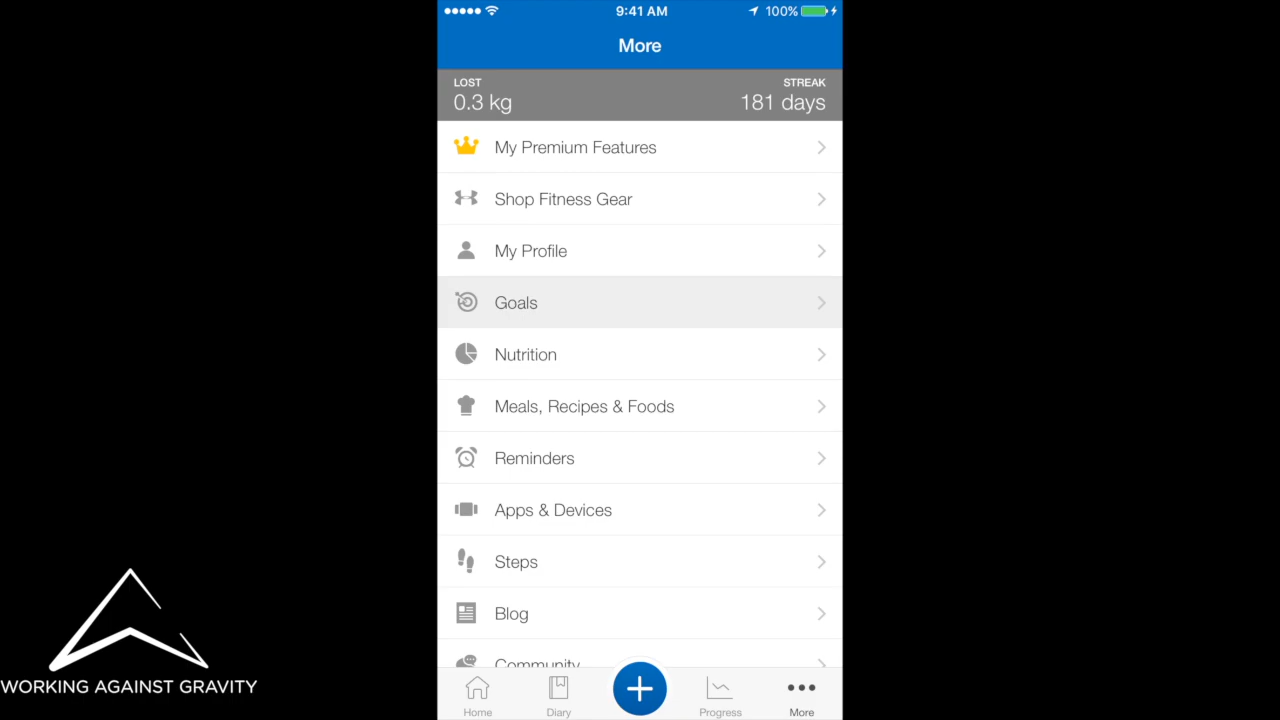 9:41 AM
100%
More
LOST
STREAK
0.3 kg
181 days
My Premium Features
Shop Fitness Gear
My Profile
Goals
Nutrition
Meals, Recipes & Foods
Reminders
Apps & Devices
Steps
Blog
Community
Home
Diary
Progress
More
WORKING AGAINST GRAVITY